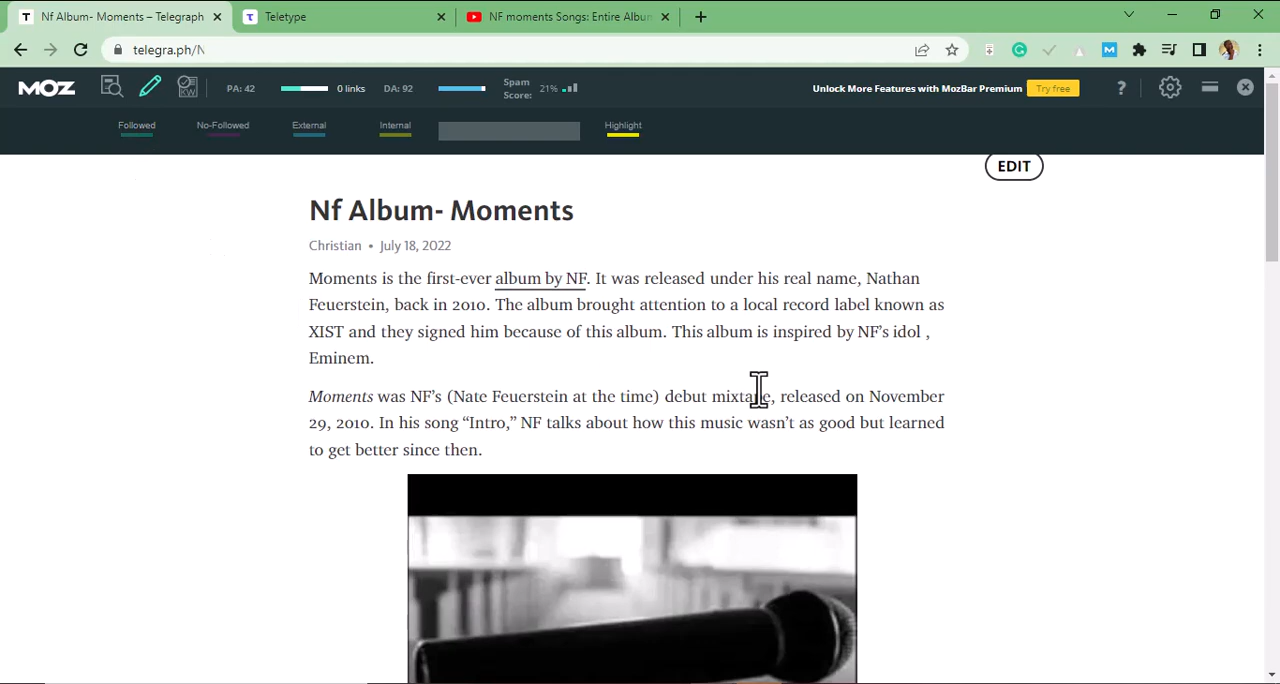 Nf Album- Moments – Telegraph
Teletype
NF moments Songs: Entire Albun
telegra.ph/N
MOZ
PA: 42
0 links
DA: 92
Spam Score: 21%
Unlock More Features with MozBar Premium
Try free
?
Followed
No-Followed
External
Internal
Highlight
EDIT
Nf Album- Moments
Christian • July 18, 2022
Moments is the first-ever album by NF. It was released under his real name, Nathan
Feuerstein, back in 2010. The album brought attention to a local record label known as
XIST and they signed him because of this album. This album is inspired by NF’s idol ,
Eminem.
Moments was NF’s (Nate Feuerstein at the time) debut mixtape, released on November
29, 2010. In his song “Intro,” NF talks about how this music wasn’t as good but learned
to get better since then.